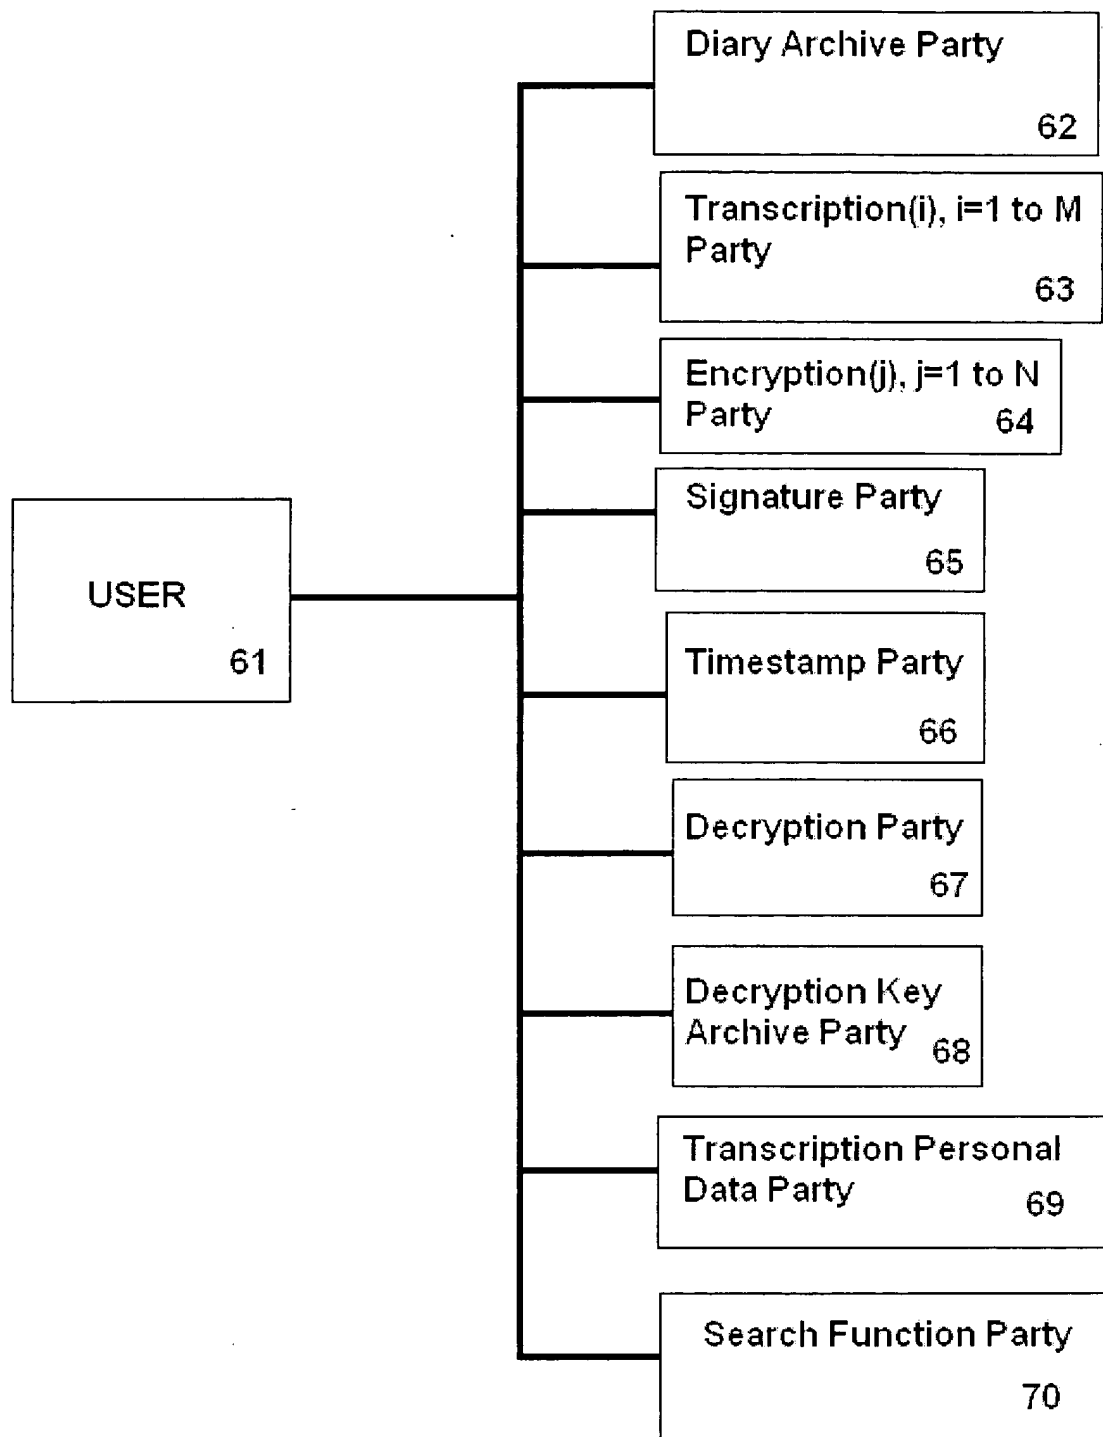 Diary Archive Party
62
Transcription(i), i=1 to M
Party
63
Encryption(j), j=1 to N
Party
64
Signature Party
65
USER
61
Timestamp Party
66
Decryption Party
67
Decryption Key
Archive Party
68
Transcription Personal
Data Party
69
Search Function Party
70